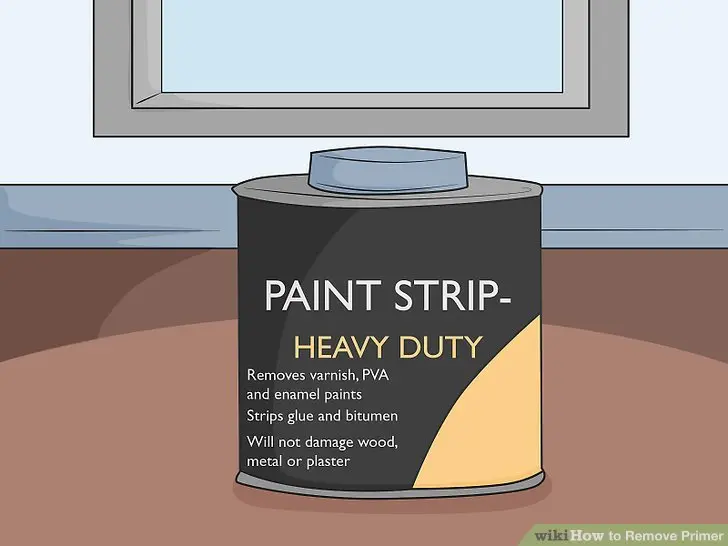 PAINT STRIP-
HEAVY DUTY
Removes varnish, PVA
and enamel paints
Strips glue and bitumen
Will not damage wood,
metal or plaster
wikiHow to Remove Primer